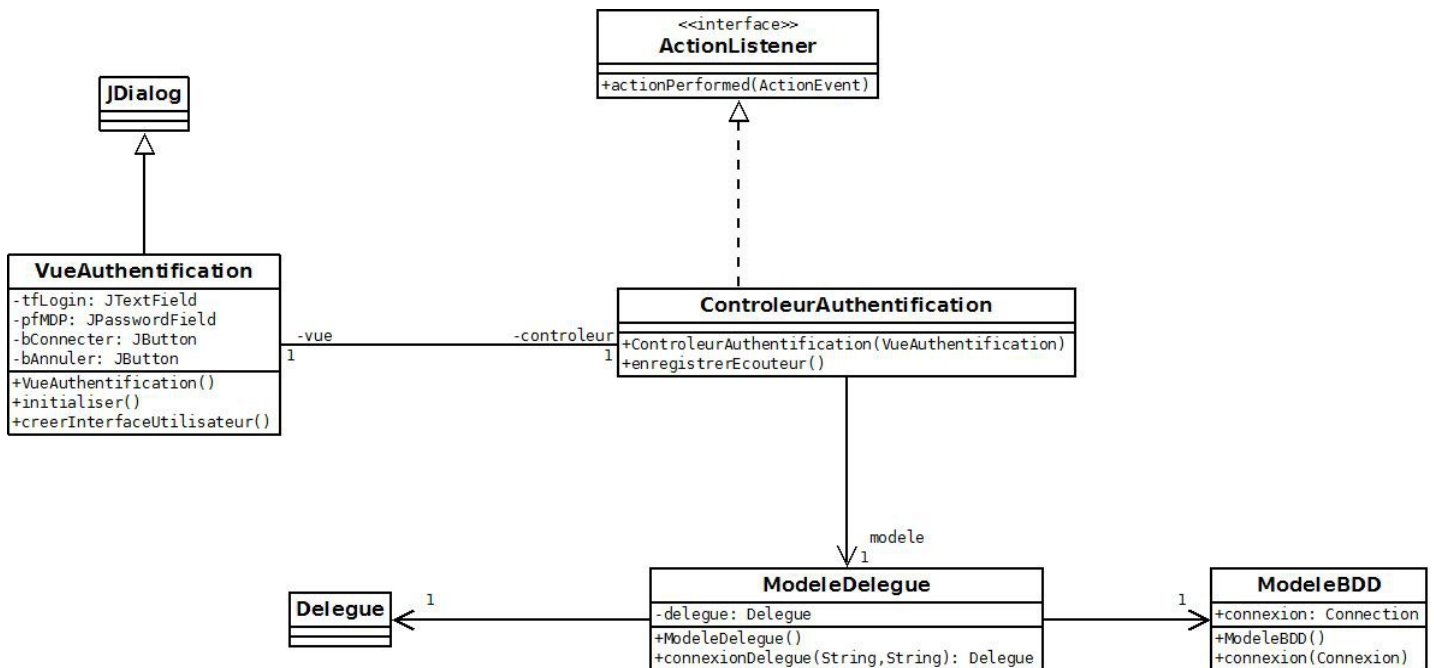 <<interface>>
ActionListener
+actionPerformed(ActionEvent)
JDialog
VueAuthentification
-tfLogin: JTextField
-pfMDP: JPasswordField
-bConnecter: JButton
-bAnnuler: JButton
+VueAuthentification()
+initialiser()
+creerInterfaceUtilisateur()
-vue
1
-controleur
1
ControleurAuthentification
+ControleurAuthentification(VueAuthentification)
+enregistrerEcouteur()
modele
1
Delegue
1
ModeleDelegue
-delegue: Delegue
+ModeleDelegue()
+connexionDelegue(String,String): Delegue
1
ModeleBDD
+connexion: Connection
+ModeleBDD()
+connexion(Connexion)